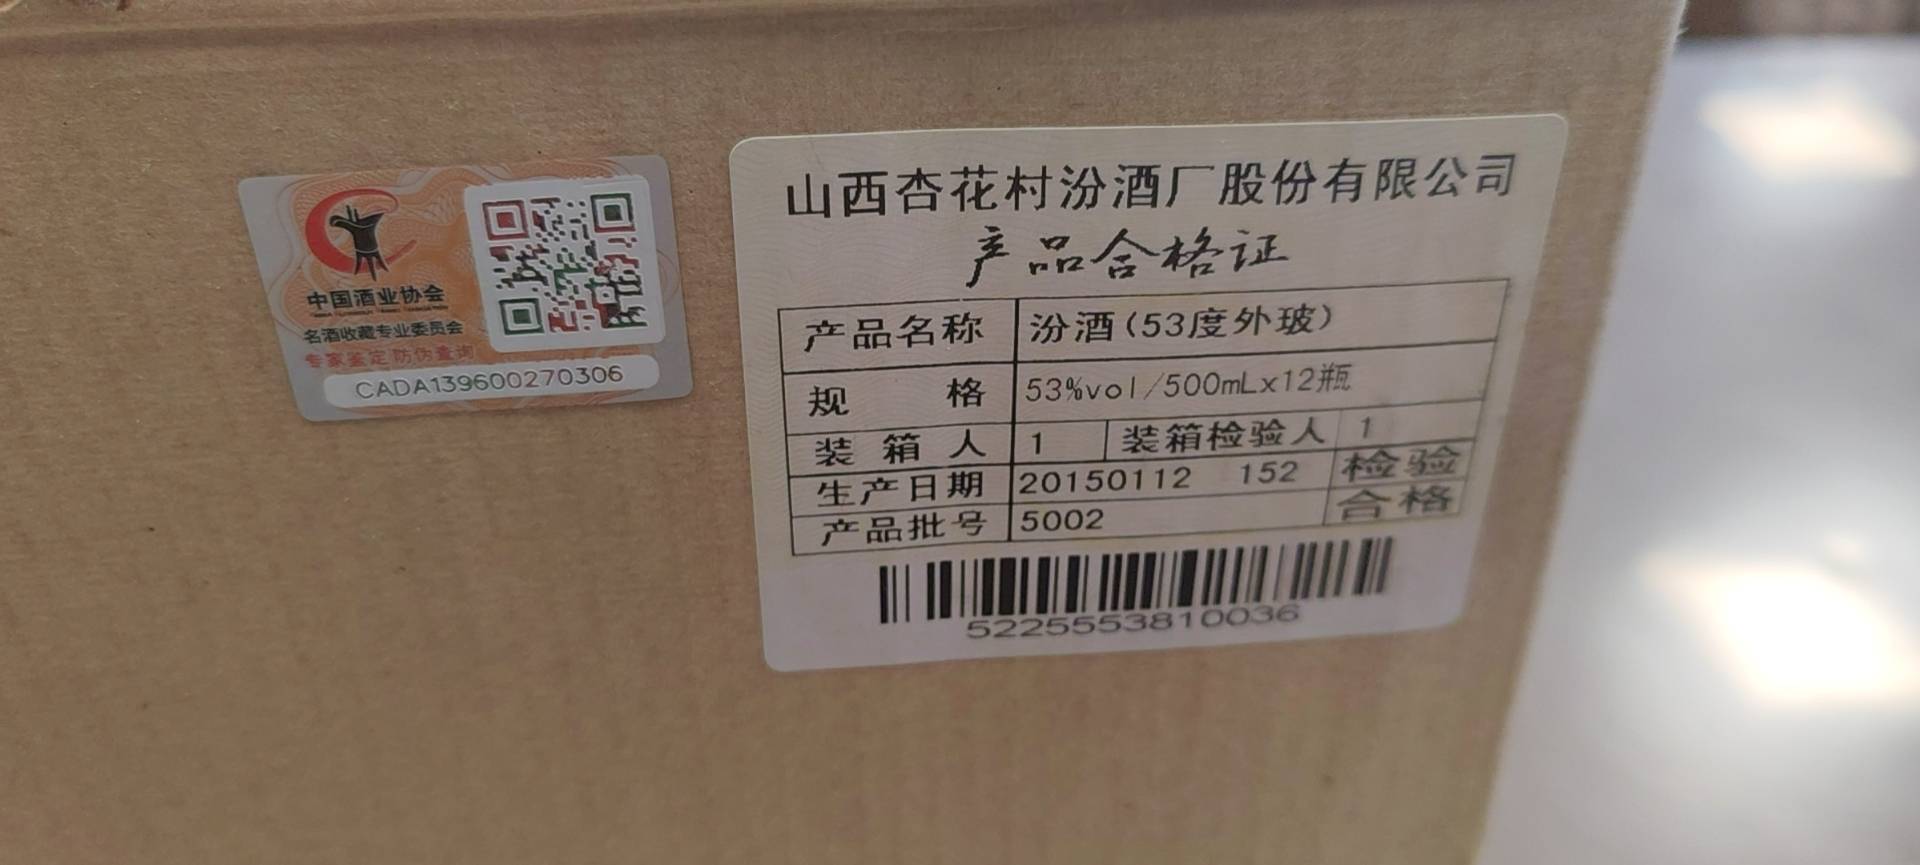 中国酒业协会
名酒收藏专业委员会
专家鉴定 防伪查询
CADA139600270306
山西杏花村汾酒厂股份有限公司
产品合格证
产品名称 汾酒(53度外玻)
规格 53%vol/500mLx12瓶
装箱人 1 装箱检验人 1
生产日期 20150112 152 检验
产品批号 5002 合格
5225553810036